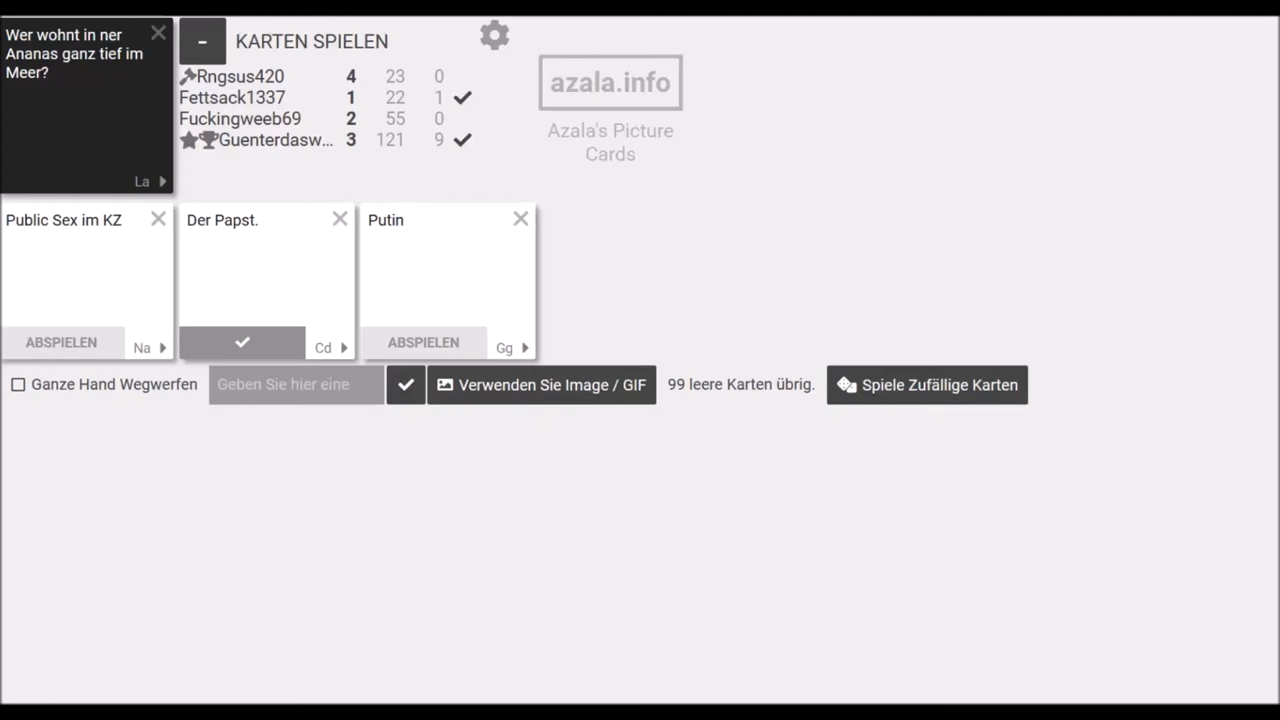 Wer wohnt in ner
Ananas ganz tief im
Meer?
La
-
KARTEN SPIELEN
Rngsus420 4 23 0
Fettsack1337 1 22 1
Fuckingweeb69 2 55 0
Guenterdasw... 3 121 9
azala.info
Azala's Picture
Cards
Public Sex im KZ
ABSPIELEN
Na
Der Papst.
Cd
Putin
ABSPIELEN
Gg
Ganze Hand Wegwerfen
Geben Sie hier eine
Verwenden Sie Image / GIF
99 leere Karten übrig.
Spiele Zufällige Karten